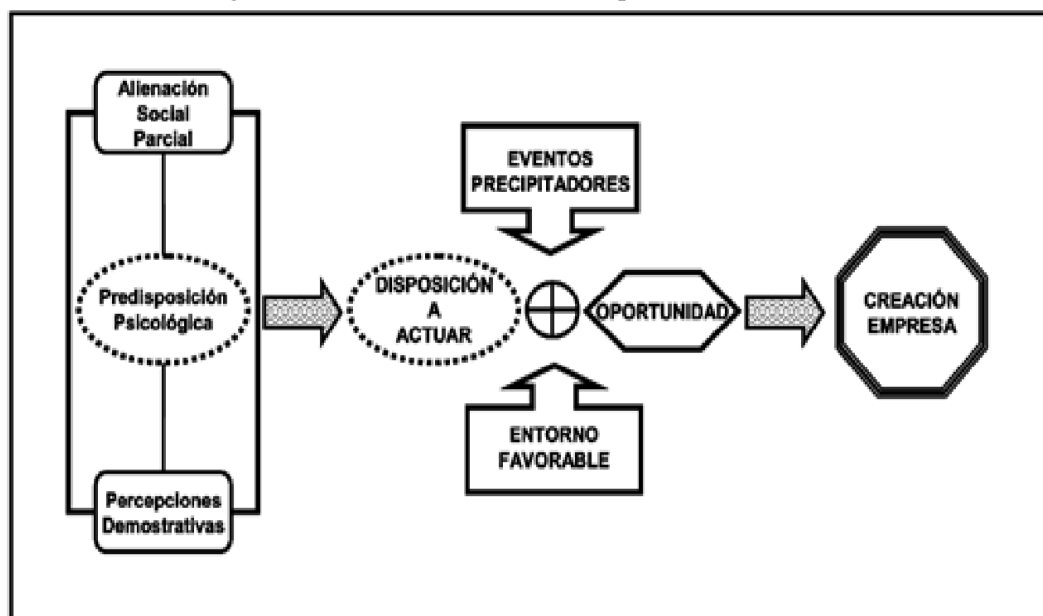 Alienación
Social
Parcial
EVENTOS
PRECIPITADORES
Predisposición
Psicológica
DISPOSICIÓN
A
ACTUAR
OPORTUNIDAD
CREACIÓN
EMPRESA
ENTORNO
FAVORABLE
Percepciones
Demostrativas